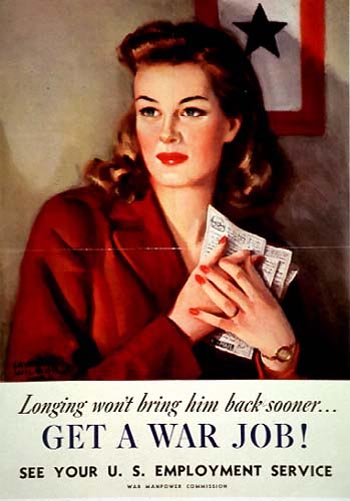 Longing won't bring him back sooner...
GET A WAR JOB!
SEE YOUR U. S. EMPLOYMENT SERVICE
WAR MANPOWER COMMISSION